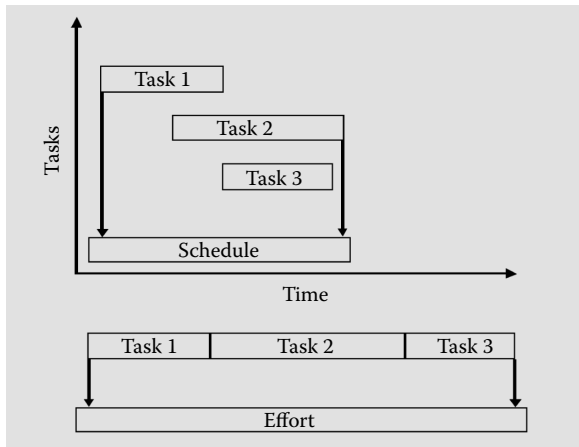 Tasks
Task 1
Task 2
Task 3
Schedule
Time
Task 1 Task 2 Task 3
Effort